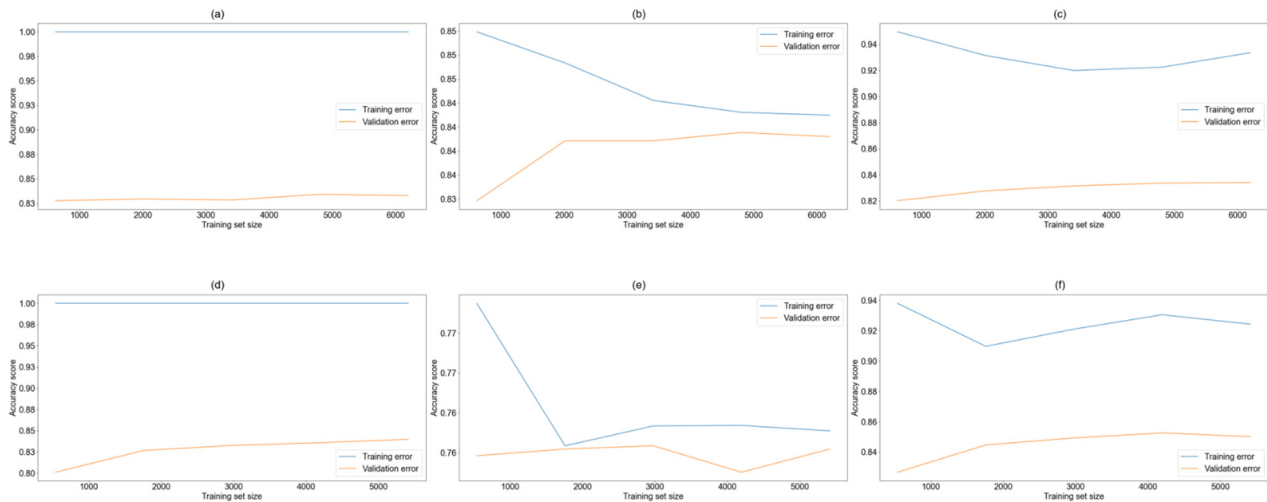 (a)
1.00
0.98
0.95
0.93
0.90
0.88
0.85
0.83
Accuracy score
Training error
Validation error
1000 2000 3000 4000 5000 6000
Training set size
(b)
0.85
0.85
0.85
0.84
0.84
0.84
0.83
0.83
Accuracy score
Training error
Validation error
1000 2000 3000 4000 5000 6000
Training set size
(c)
0.94
0.92
0.90
0.88
0.86
0.84
0.82
Accuracy score
Training error
Validation error
1000 2000 3000 4000 5000 6000
Training set size
(d)
1.00
0.98
0.95
0.93
0.90
0.88
0.85
0.83
0.80
Accuracy score
Training error
Validation error
1000 2000 3000 4000 5000
Training set size
(e)
0.77
0.77
0.76
0.76
Accuracy score
Training error
Validation error
1000 2000 3000 4000 5000
Training set size
(f)
0.94
0.92
0.90
0.88
0.86
0.84
Accuracy score
Training error
Validation error
1000 2000 3000 4000 5000
Training set size